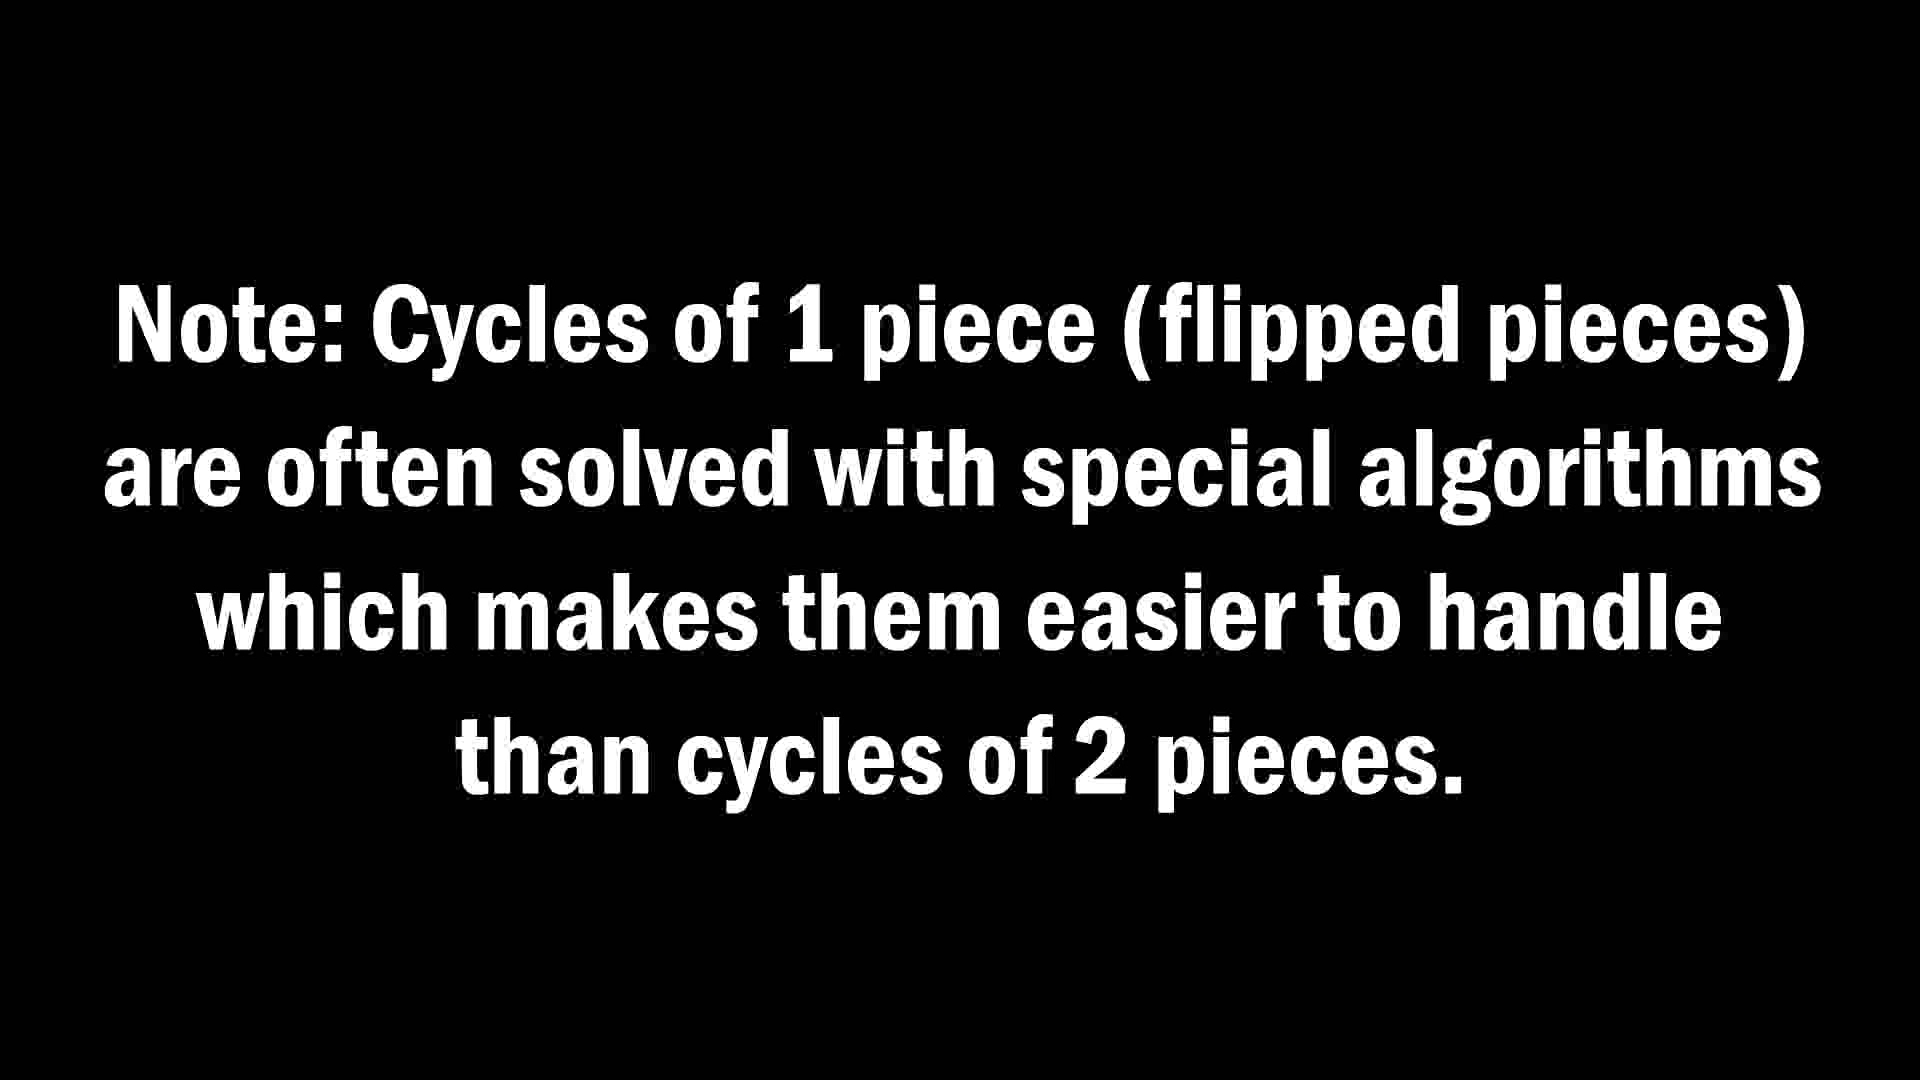 Note: Cycles of 1 piece (flipped pieces)
are often solved with special algorithms
which makes them easier to handle
than cycles of 2 pieces.